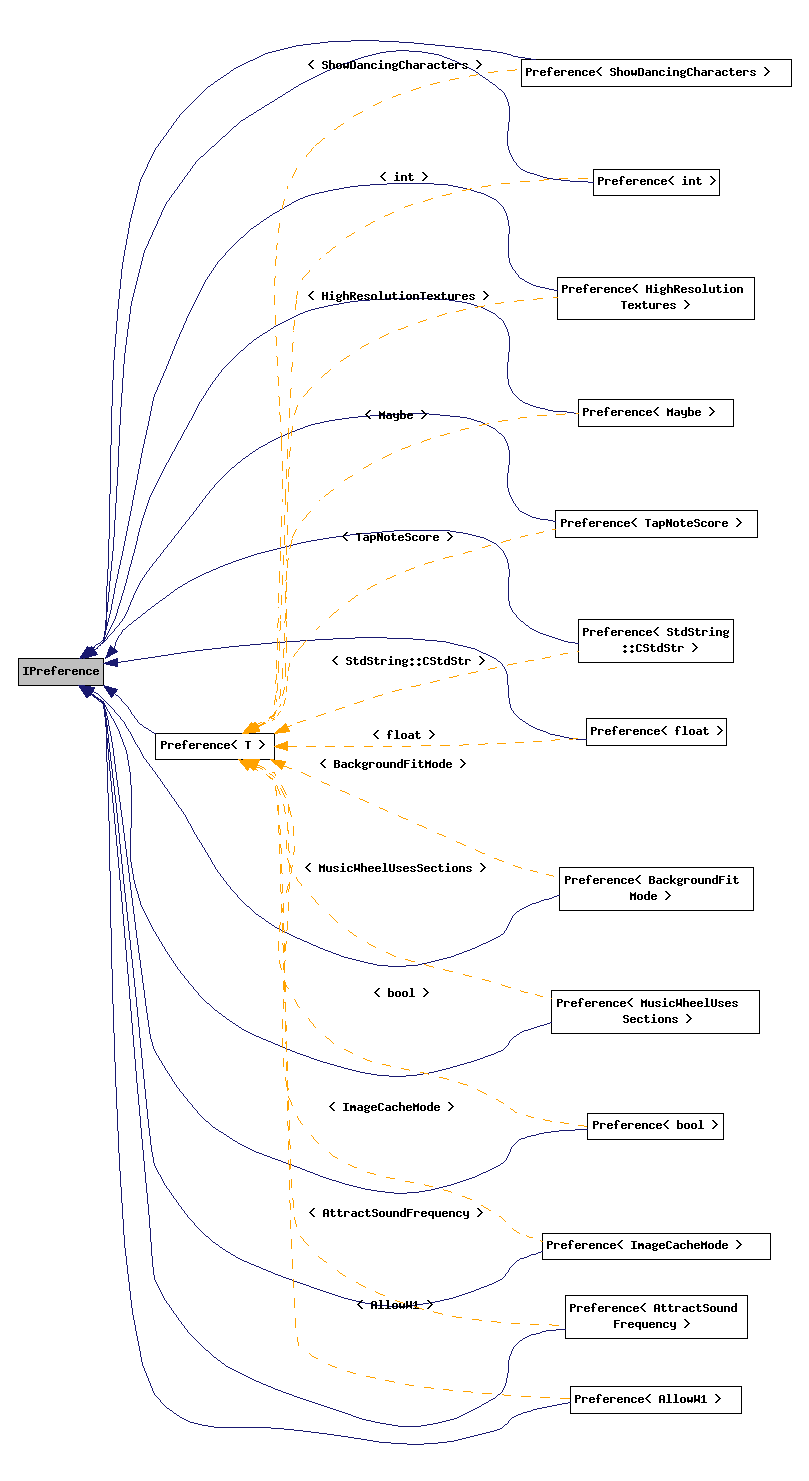 < ShowDancingCharacters >
Preference< ShowDancingCharacters >
< int >
Preference< int >
< HighResolutionTextures >
Preference< HighResolution
Textures >
< Maybe >
Preference< Maybe >
< TapNoteScore >
Preference< TapNoteScore >
< StdString::CStdStr >
Preference< StdString
::CStdStr >
IPreference
< float >
Preference< float >
Preference< T >
< BackgroundFitMode >
Preference< BackgroundFit
Mode >
< MusicWheelUsesSections >
Preference< MusicWheelUses
Sections >
< bool >
Preference< bool >
< ImageCacheMode >
Preference< ImageCacheMode >
< AttractSoundFrequency >
Preference< AttractSound
Frequency >
< AllowW1 >
Preference< AllowW1 >